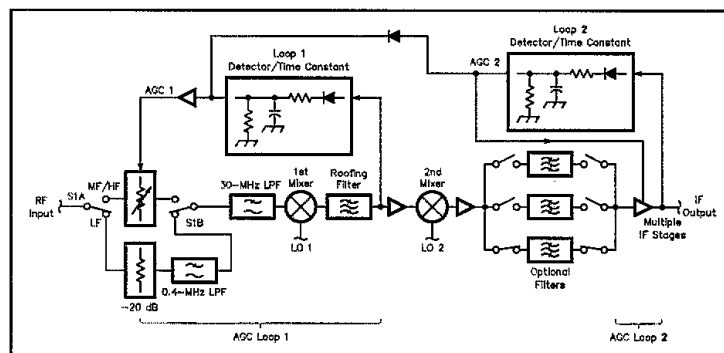 Loop 1
Detector/Time Constant
Loop 2
Detector/Time Constant
AGC 1
AGC 2
RF
Input
S1A
MF/HF
LF
S1B
30-MHz LPF
1st
Mixer
Roofing
Filter
2nd
Mixer
LO 1
LO 2
-20 dB
0.4-MHz LPF
Optional
Filters
Multiple
IF Stages
IF
Output
AGC Loop 1
AGC Loop 2